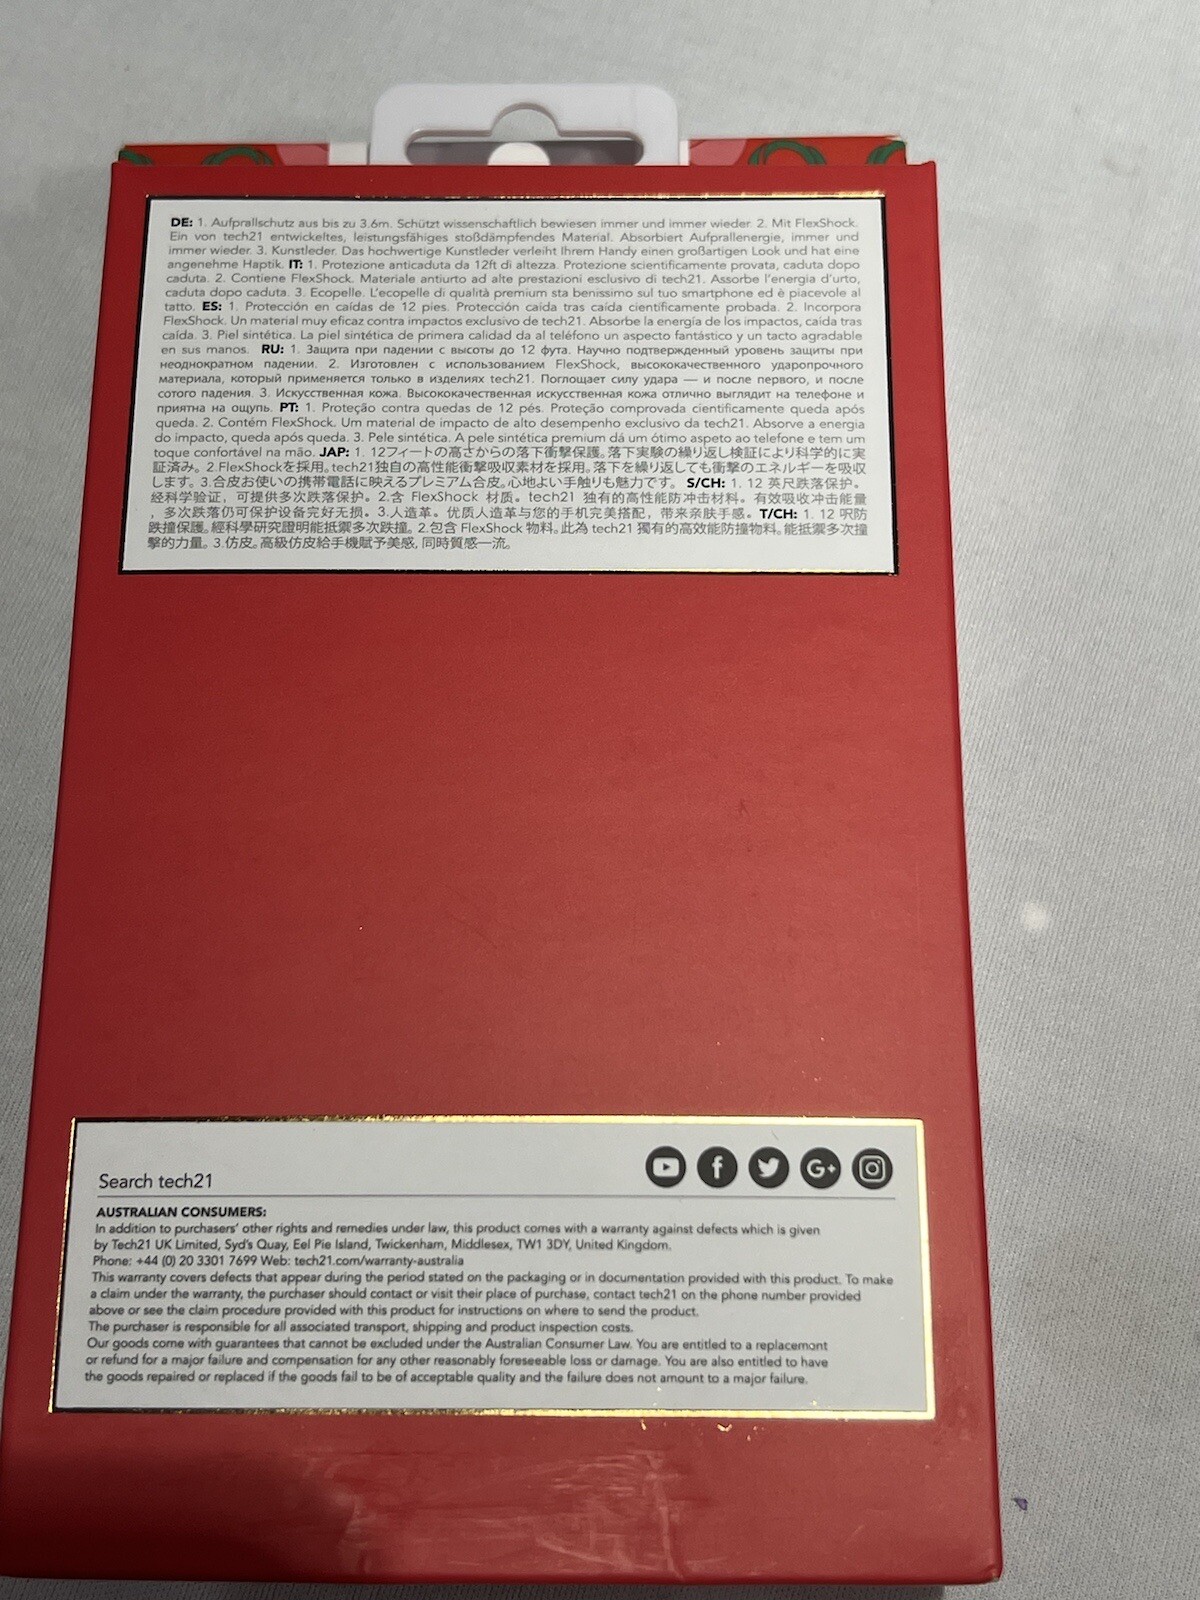 DE: 1. Aufprallschutz aus bis zu 3.6m. Schützt wissenschaftlich bewiesen immer und immer wieder. 2. Mit FlexShock.
Ein von tech21 entwickeltes, leistungsfähiges stoßdämpfendes Material. Absorbiert Aufprallenergie, immer und
immer wieder. 3. Kunstleder. Das hochwertige Kunstleder verleiht Ihrem Handy einen großartigen Look und hat eine
angenehme Haptik. IT: 1. Protezione anticaduta da 12ft di altezza. Protezione scientificamente provata, caduta dopo
caduta. 2. Contiene FlexShock. Materiale antiurto ad alte prestazioni esclusivo di tech21. Assorbe l'energia d'urto,
caduta dopo caduta. 3. Ecopelle. L'ecopelle di qualità premium sta benissimo sul tuo smartphone ed è piacevole al
tatto. ES: 1. Protección en caídas de 12 pies. Protección caída tras caída científicamente probada. 2. Incorpora
FlexShock. Un material muy eficaz contra impactos exclusivo de tech21. Absorbe la energía de los impactos, caída tras
caída. 3. Piel sintética. La piel sintética de primera calidad da al teléfono un aspecto fantástico y un tacto agradable
en sus manos. RU: 1. Защита при падении с высоты до 12 фута. Научно подтвержденный уровень защиты при
неоднократном падении. 2. Изготовлен с использованием FlexShock, высококачественного ударопрочного
материала, который применяется только в изделиях tech21. Поглощает силу удара — и после первого, и после
сотого падения. 3. Искусственная кожа. Высококачественная искусственная кожа отлично выглядит на телефоне и
приятна на ощупь. PT: 1. Proteção contra quedas de 12 pés. Proteção comprovada cientificamente queda após
queda. 2. Contém FlexShock. Um material de impacto de alto desempenho exclusivo da tech21. Absorve a energia
do impacto, queda após queda. 3. Pele sintética. A pele sintética premium dá um ótimo aspeto ao telefone e tem um
toque confortável na mão. JAP: 1. 12フィートの高さからの落下衝撃保護。落下実験の繰り返し検証により科学的に実
証済み。2.FlexShockを採用。tech21独自の高性能衝撃吸収素材を採用。落下を繰り返しても衝撃のエネルギーを吸収
します。3.合皮お使いの携帯電話に映えるプレミアム合皮。心地よい手触りも魅力です。 S/CH: 1. 12 英尺跌落保护。
经科学验证，可提供多次跌落保护。2.含 FlexShock 材质。tech21 独有的高性能防冲击材料。有效吸收冲击能量
，多次跌落仍可保护设备完好无损。3.人造革。优质人造革与您的手机完美搭配，带来亲肤手感。T/CH: 1. 12 呎防
跌撞保護。經科學研究證明能抵禦多次跌撞。2.包含 FlexShock 物料。此為 tech21 獨有的高效能防撞物料。能抵禦多次撞
擊的力量。3.仿皮。高級仿皮給手機賦予美感，同時質感一流。
Search tech21
AUSTRALIAN CONSUMERS:
In addition to purchasers' other rights and remedies under law, this product comes with a warranty against defects which is given
by Tech21 UK Limited, Syd's Quay, Eel Pie Island, Twickenham, Middlesex, TW1 3DY, United Kingdom.
Phone: +44 (0) 20 3301 7699 Web: tech21.com/warranty-australia
This warranty covers defects that appear during the period stated on the packaging or in documentation provided with this product. To make
a claim under the warranty, the purchaser should contact or visit their place of purchase, contact tech21 on the phone number provided
above or see the claim procedure provided with this product for instructions on where to send the product.
The purchaser is responsible for all associated transport, shipping and product inspection costs.
Our goods come with guarantees that cannot be excluded under the Australian Consumer Law. You are entitled to a replacement
or refund for a major failure and compensation for any other reasonably foreseeable loss or damage. You are also entitled to have
the goods repaired or replaced if the goods fail to be of acceptable quality and the failure does not amount to a major failure.